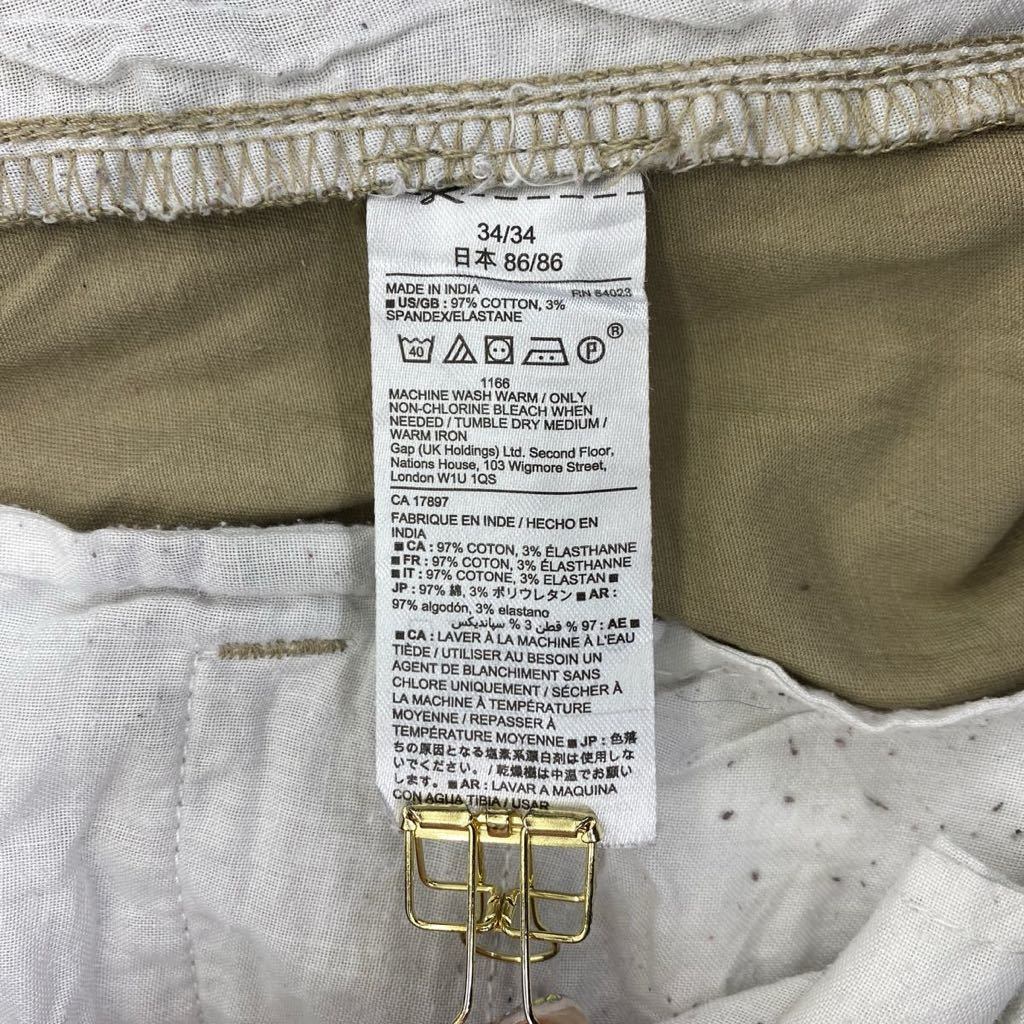 34/34
日本 86/86
MADE IN INDIA RN 54023
■ US/GB : 97% COTTON, 3%
SPANDEX/ELASTANE
40 P ®
1166
MACHINE WASH WARM / ONLY
NON-CHLORINE BLEACH WHEN
NEEDED / TUMBLE DRY MEDIUM /
WARM IRON
Gap (UK Holdings) Ltd. Second Floor,
Nations House, 103 Wigmore Street,
London W1U 1QS
CA 17897
FABRIQUE EN INDE / HECHO EN
INDIA
■ CA : 97% COTON, 3% ÉLASTHANNE
■ FR : 97% COTON, 3% ÉLASTHANNE
■ IT : 97% COTONE, 3% ELASTAN ■
JP : 97% 綿, 3% ポリウレタン ■ AR :
97% algodón, 3% elastano
■ AE : 97 % قطن 3 % سپانديكس
■ CA : LAVER À LA MACHINE À L'EAU
TIÈDE / UTILISER AU BESOIN UN
AGENT DE BLANCHIMENT SANS
CHLORE UNIQUEMENT / SÉCHER À
LA MACHINE À TEMPÉRATURE
MOYENNE / REPASSER À
TEMPÉRATURE MOYENNE ■ JP : 色落
ちの原因となる塩素系漂白剤は使用しな
いでください。/ 乾燥機は中温でお願い
します。 ■ AR : LAVAR A MAQUINA
CON AGUA TIBIA / USAR